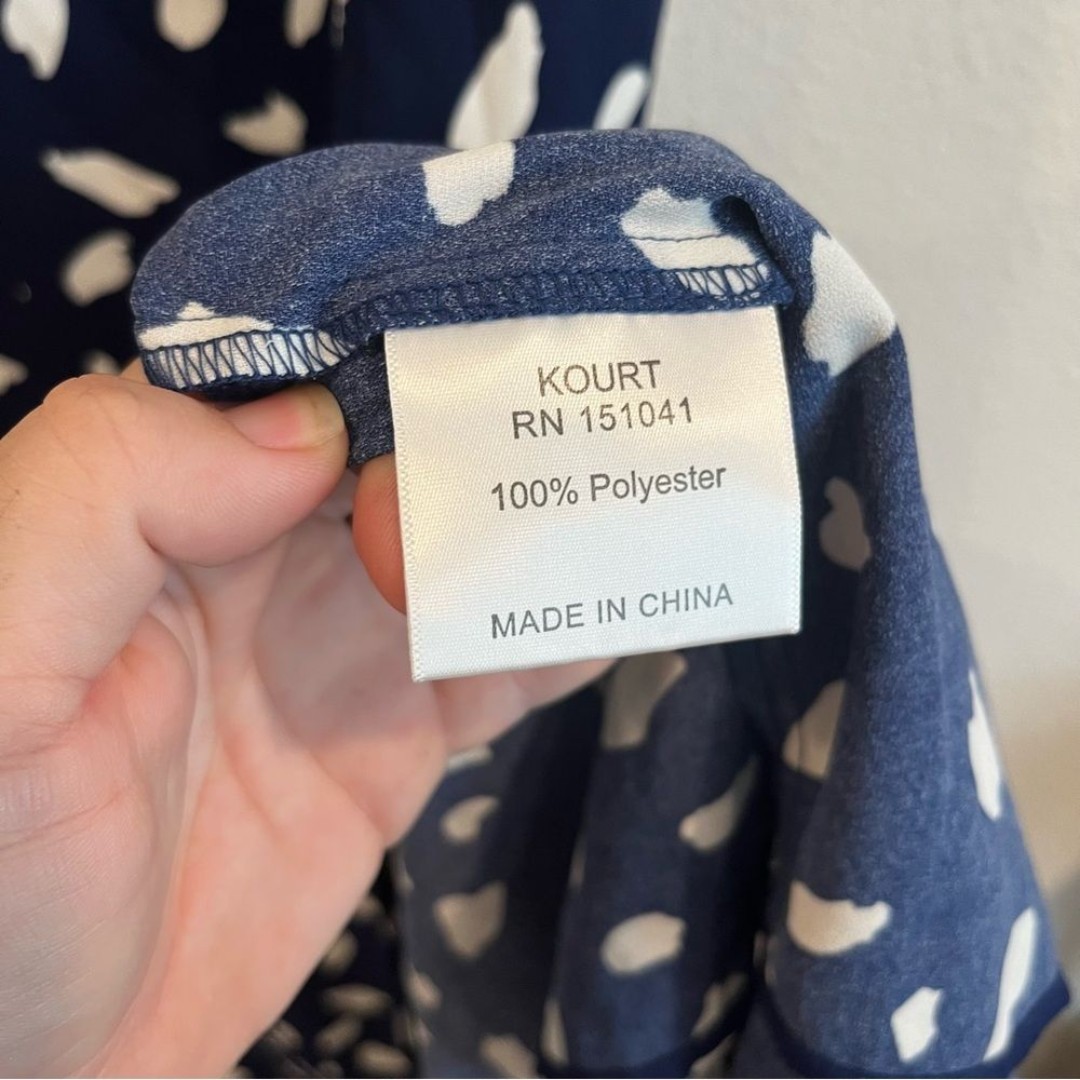 KOURT
RN 151041
100% Polyester
MADE IN CHINA